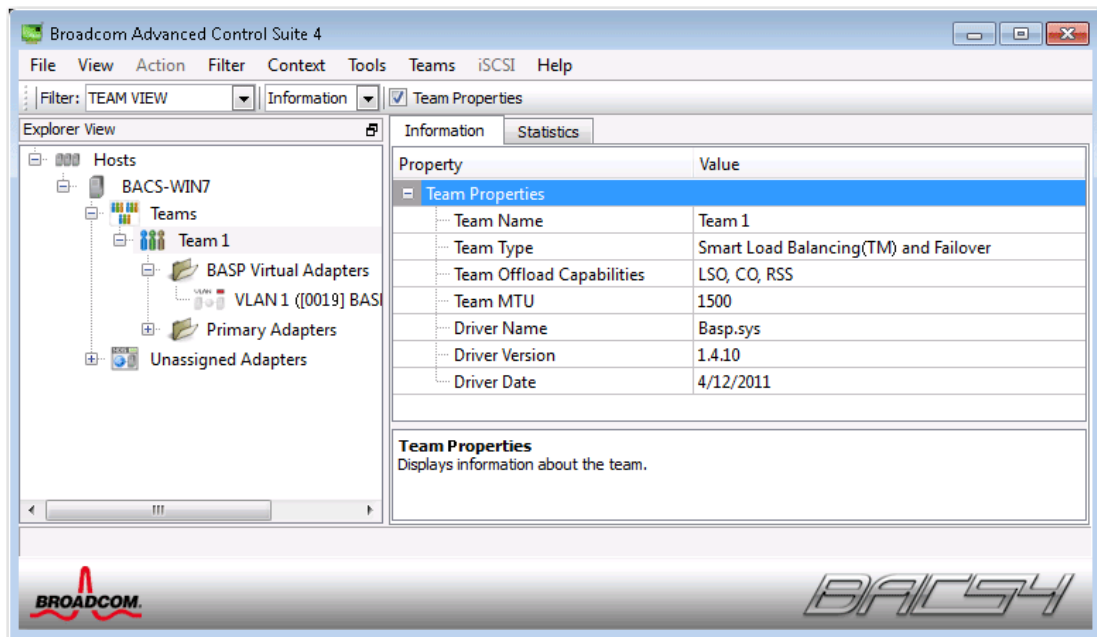 Broadcom Advanced Control Suite 4
File View Action Filter Context Tools Teams iSCSI Help
Filter: TEAM VIEW Information Team Properties
Explorer View
Hosts
BACS-WIN7
Teams
Team 1
BASP Virtual Adapters
VLAN 1 ([0019] BASI
Primary Adapters
Unassigned Adapters
Information Statistics
Property Value
Team Properties
Team Name Team 1
Team Type Smart Load Balancing(TM) and Failover
Team Offload Capabilities LSO, CO, RSS
Team MTU 1500
Driver Name Basp.sys
Driver Version 1.4.10
Driver Date 4/12/2011
Team Properties
Displays information about the team.
BROADCOM.
BACS4